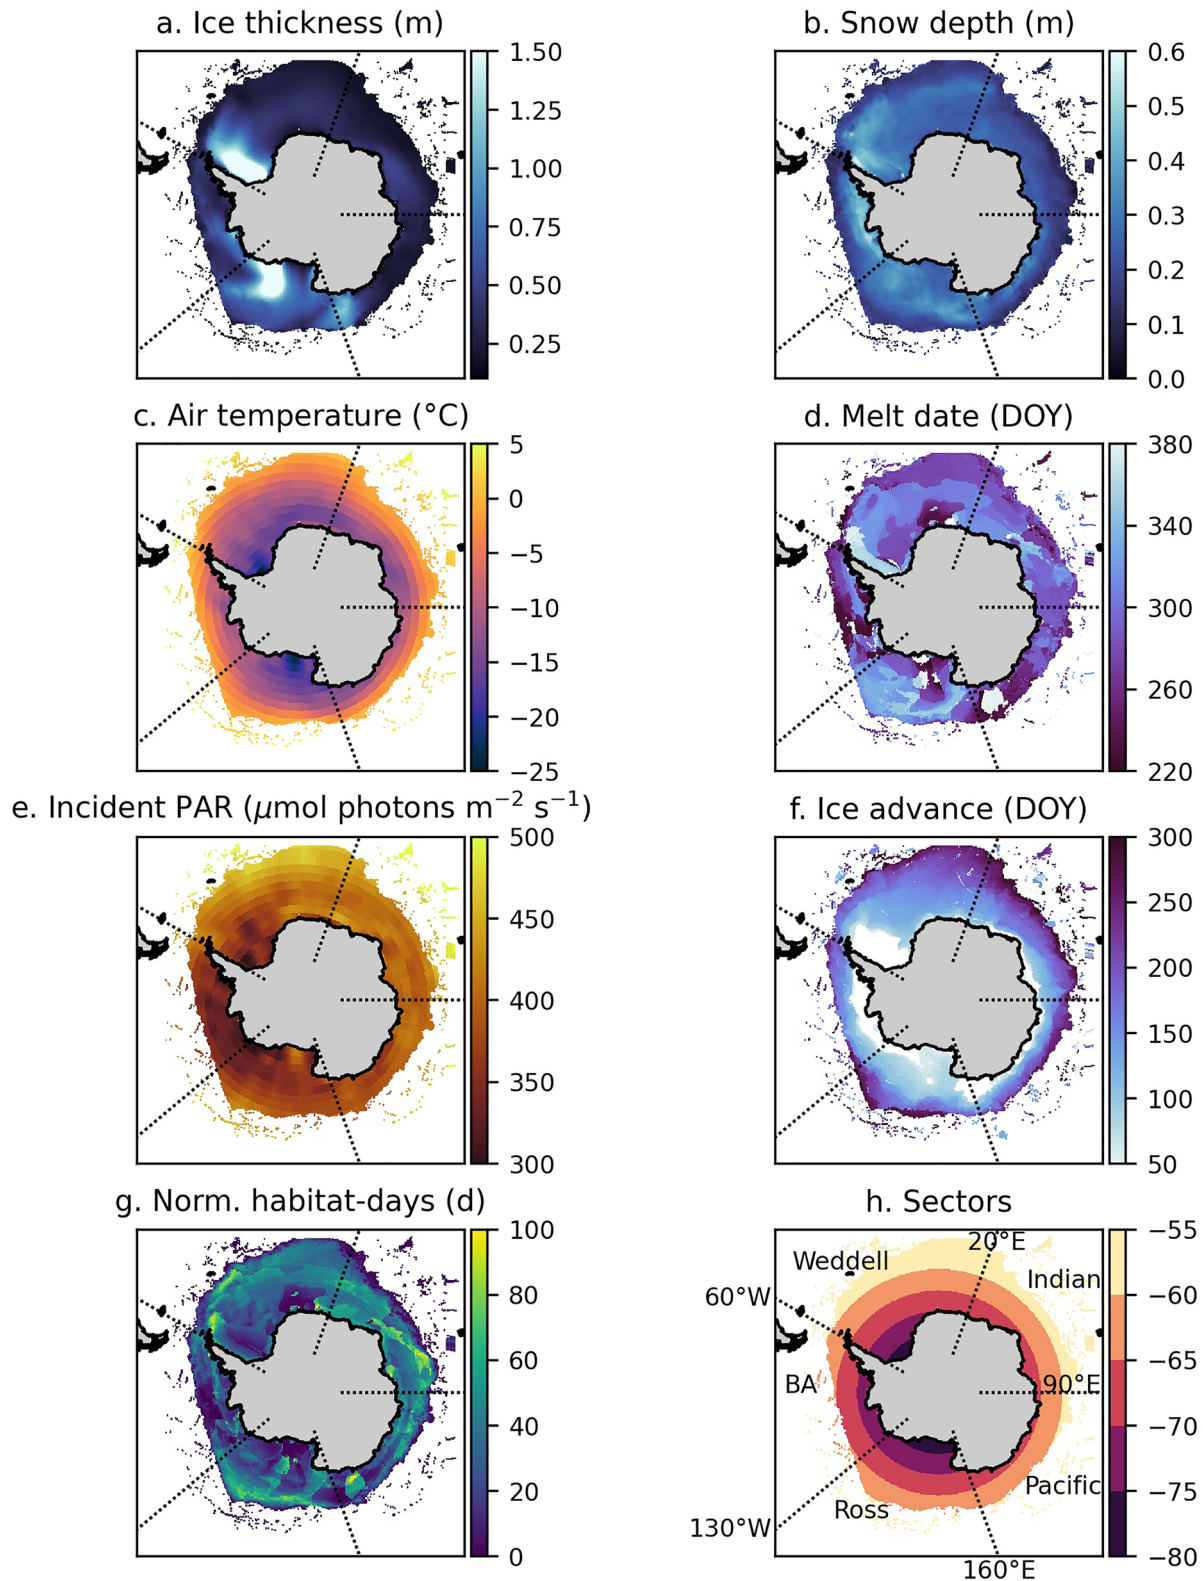 a. Ice thickness (m)
1.50
1.25
1.00
0.75
0.50
0.25
b. Snow depth (m)
0.6
0.5
0.4
0.3
0.2
0.1
0.0
c. Air temperature (°C)
5
0
−5
−10
−15
−20
−25
d. Melt date (DOY)
380
340
300
260
220
e. Incident PAR (μmol photons m⁻² s⁻¹)
500
450
400
350
300
f. Ice advance (DOY)
300
250
200
150
100
50
g. Norm. habitat-days (d)
100
80
60
40
20
0
h. Sectors
20°E
Weddell
Indian
60°W
BA
90°E
Pacific
Ross
130°W
160°E
−55
−60
−65
−70
−75
−80